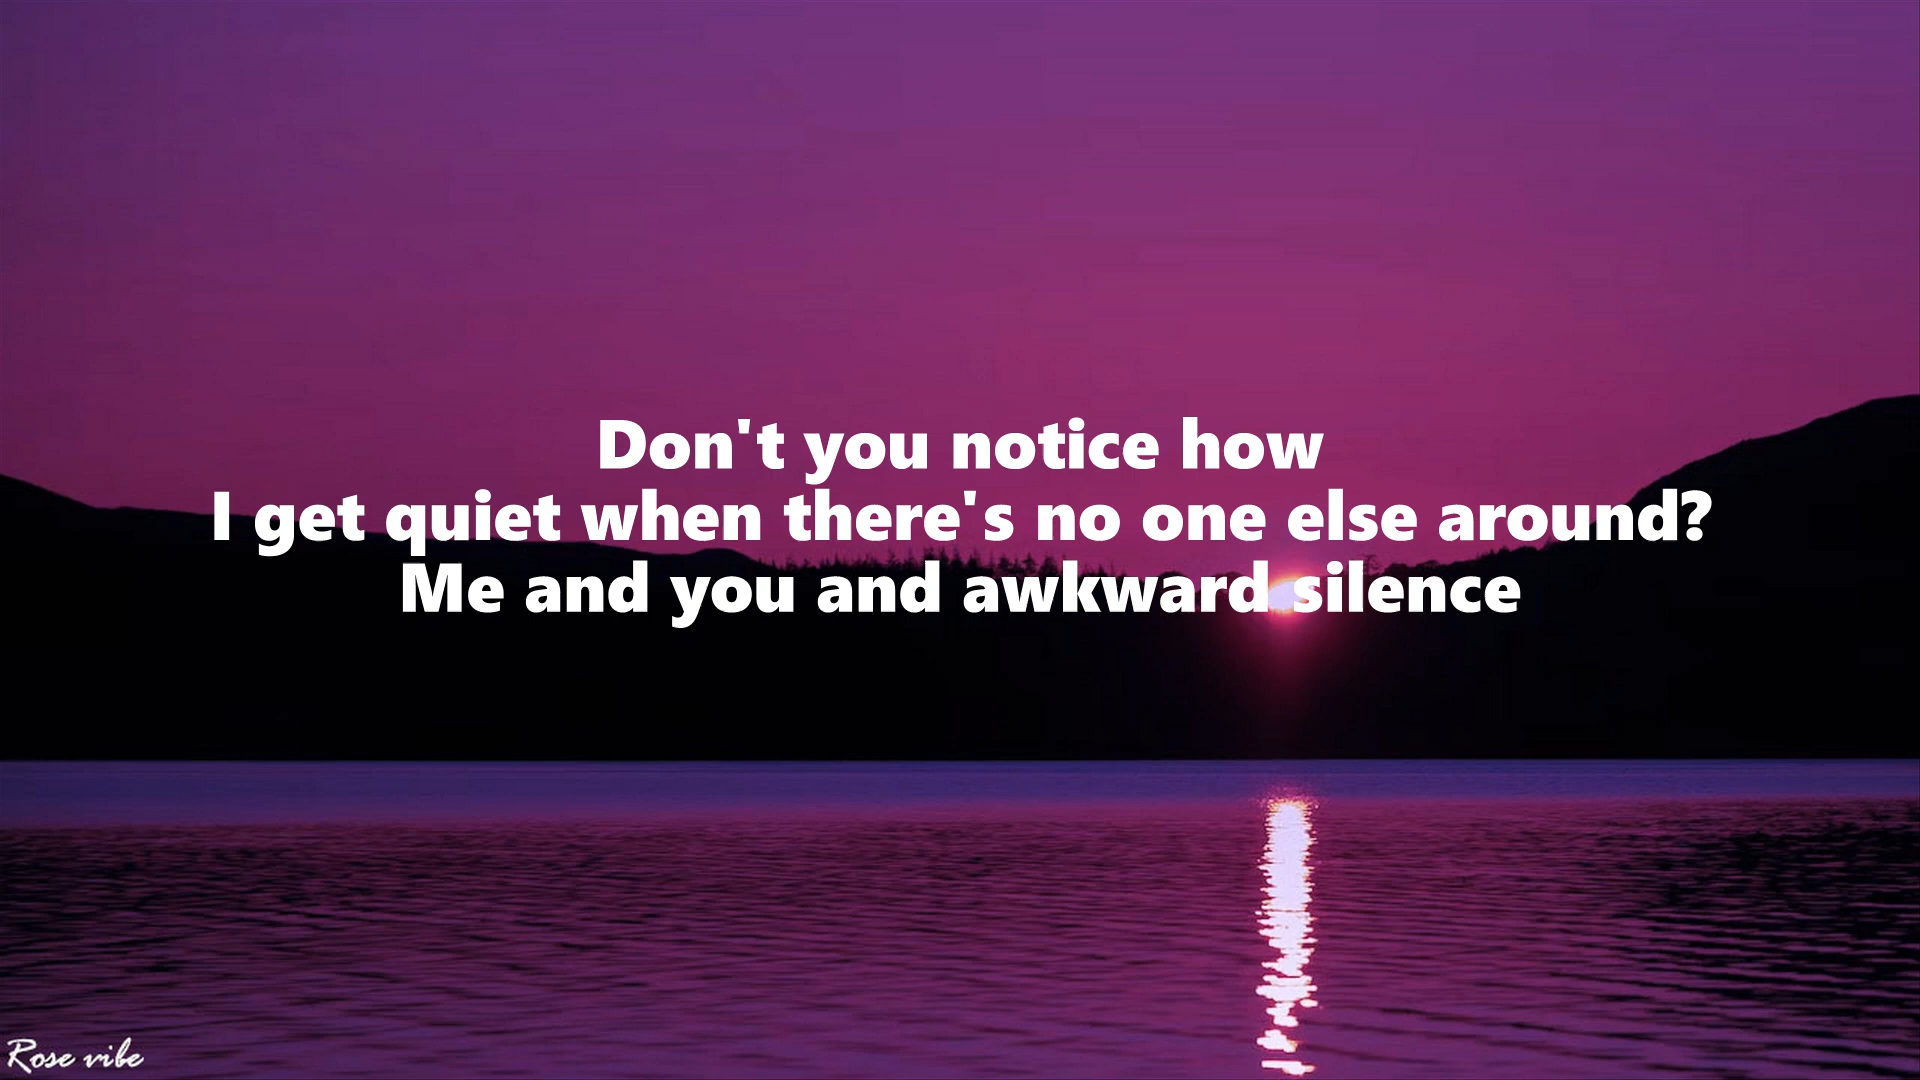 Don't you notice how
I get quiet when there's no one else around?
Me and you and awkward silence
Rose vibe